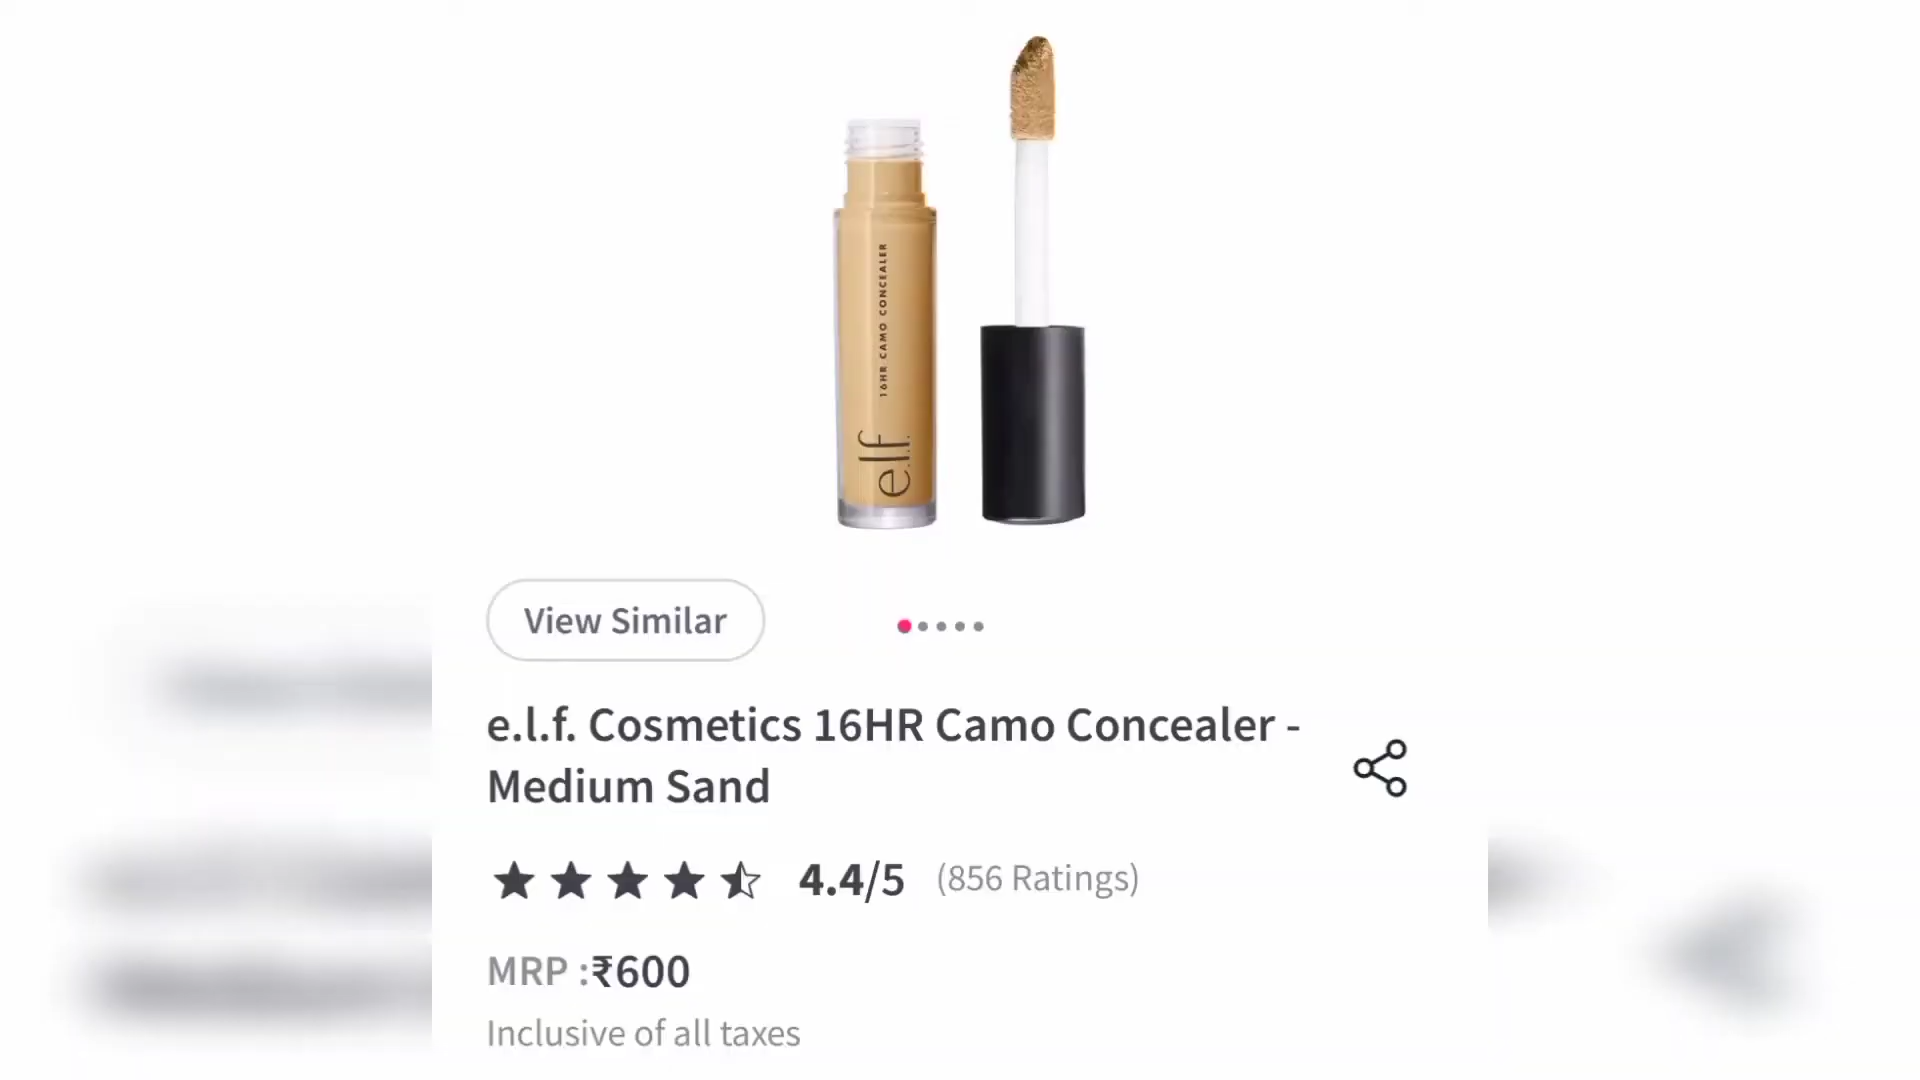 16HR CAMO CONCEALER
e.l.f.
View Similar
e.l.f. Cosmetics 16HR Camo Concealer -
Medium Sand
4.4/5 (856 Ratings)
MRP :₹600
Inclusive of all taxes